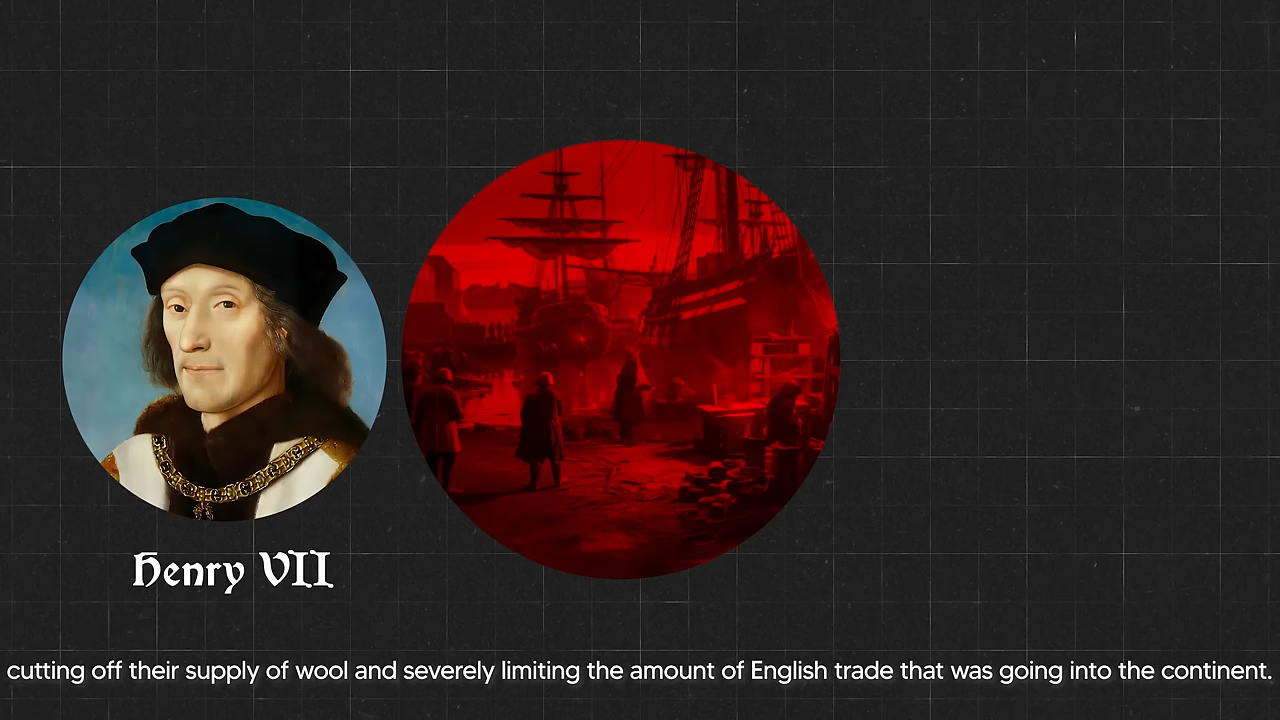 Henry VII
cutting off their supply of wool and severely limiting the amount of English trade that was going into the continent.